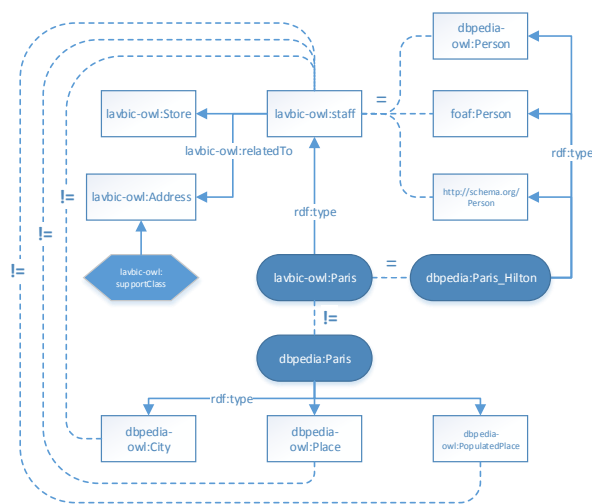 dbpedia-
owl:Person
=
lavbic-owl:Store
lavbic-owl:staff
foaf:Person
lavbic-owl:relatedTo
rdf:type
lavbic-owl:Address
http://schema.org/
Person
rdf:type
!=
!=
!=
lavbic-owl:
supportClass
lavbic-owl:Paris
=
dbpedia:Paris_Hilton
!=
dbpedia:Paris
rdf:type
dbpedia-
owl:City
dbpedia-
owl:Place
dbpedia-
owl:PopulatedPlace